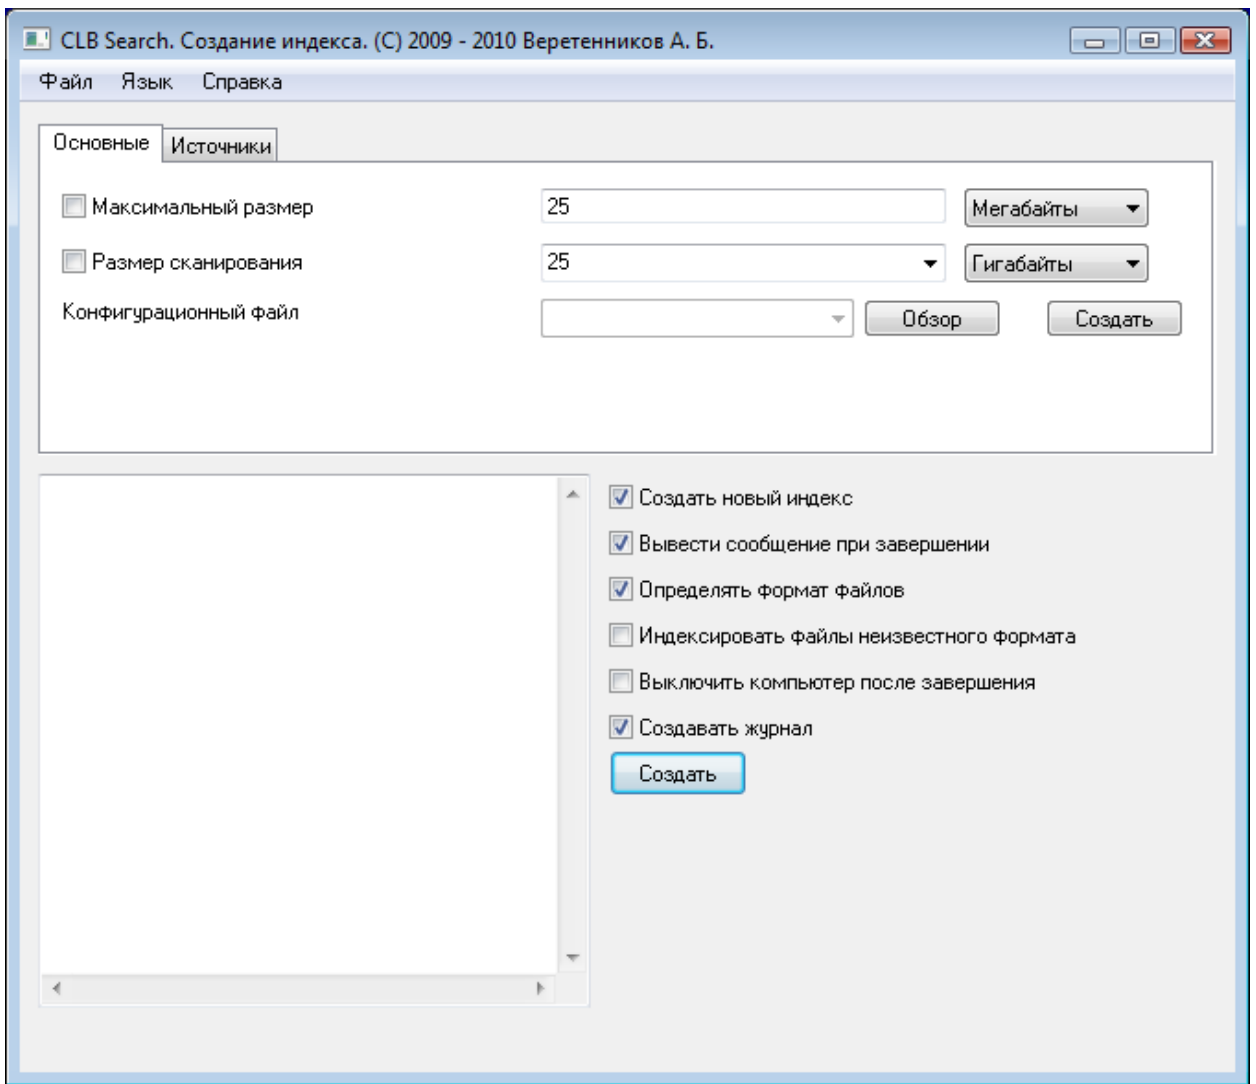 CLB Search. Создание индекса. (C) 2009 - 2010 Веретенников А. Б.
Файл Язык Справка
Основные Источники
Максимальный размер 25 Мегабайты
Размер сканирования 25 Гигабайты
Конфигурационный файл Обзор Создать
Создать новый индекс
Вывести сообщение при завершении
Определять формат файлов
Индексировать файлы неизвестного формата
Выключить компьютер после завершения
Создавать журнал
Создать